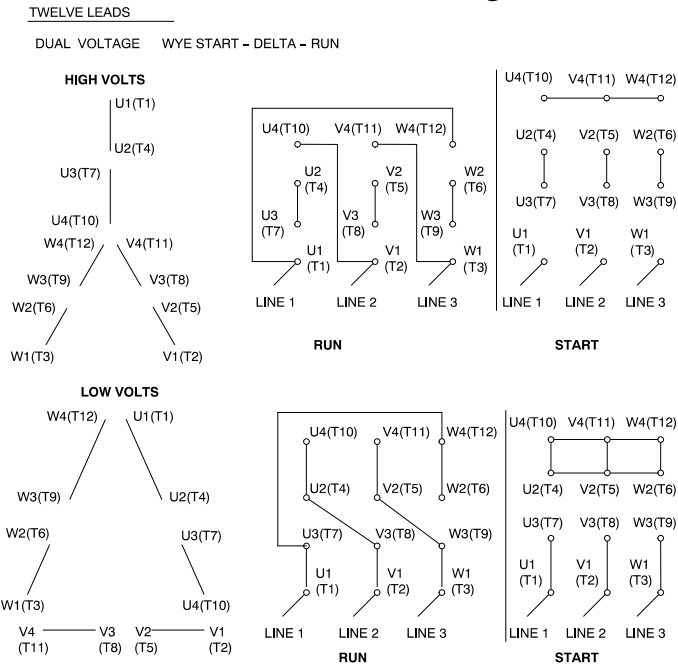 TWELVE LEADS
DUAL VOLTAGE WYE START – DELTA – RUN
HIGH VOLTS
U1(T1)
U2(T4)
U3(T7)
U4(T10)
W4(T12) V4(T11)
W3(T9) V3(T8)
W2(T6) V2(T5)
W1(T3) V1(T2)
U4(T10) V4(T11) W4(T12)
U2 V2 W2
(T4) (T5) (T6)
U3 V3 W3
(T7) (T8) (T9)
U1 V1 W1
(T1) (T2) (T3)
LINE 1 LINE 2 LINE 3
RUN
U4(T10) V4(T11) W4(T12)
U2(T4) V2(T5) W2(T6)
U3(T7) V3(T8) W3(T9)
U1 V1 W1
(T1) (T2) (T3)
LINE 1 LINE 2 LINE 3
START
LOW VOLTS
W4(T12) U1(T1)
W3(T9) U2(T4)
W2(T6) U3(T7)
W1(T3) U4(T10)
V4 V3 V2 V1
(T11) (T8) (T5) (T2)
U4(T10) V4(T11) W4(T12)
U2(T4) V2(T5) W2(T6)
U3(T7) V3(T8) W3(T9)
U1 V1 W1
(T1) (T2) (T3)
LINE 1 LINE 2 LINE 3
RUN
U4(T10) V4(T11) W4(T12)
U2(T4) V2(T5) W2(T6)
U3(T7) V3(T8) W3(T9)
U1 V1 W1
(T1) (T2) (T3)
LINE 1 LINE 2 LINE 3
START